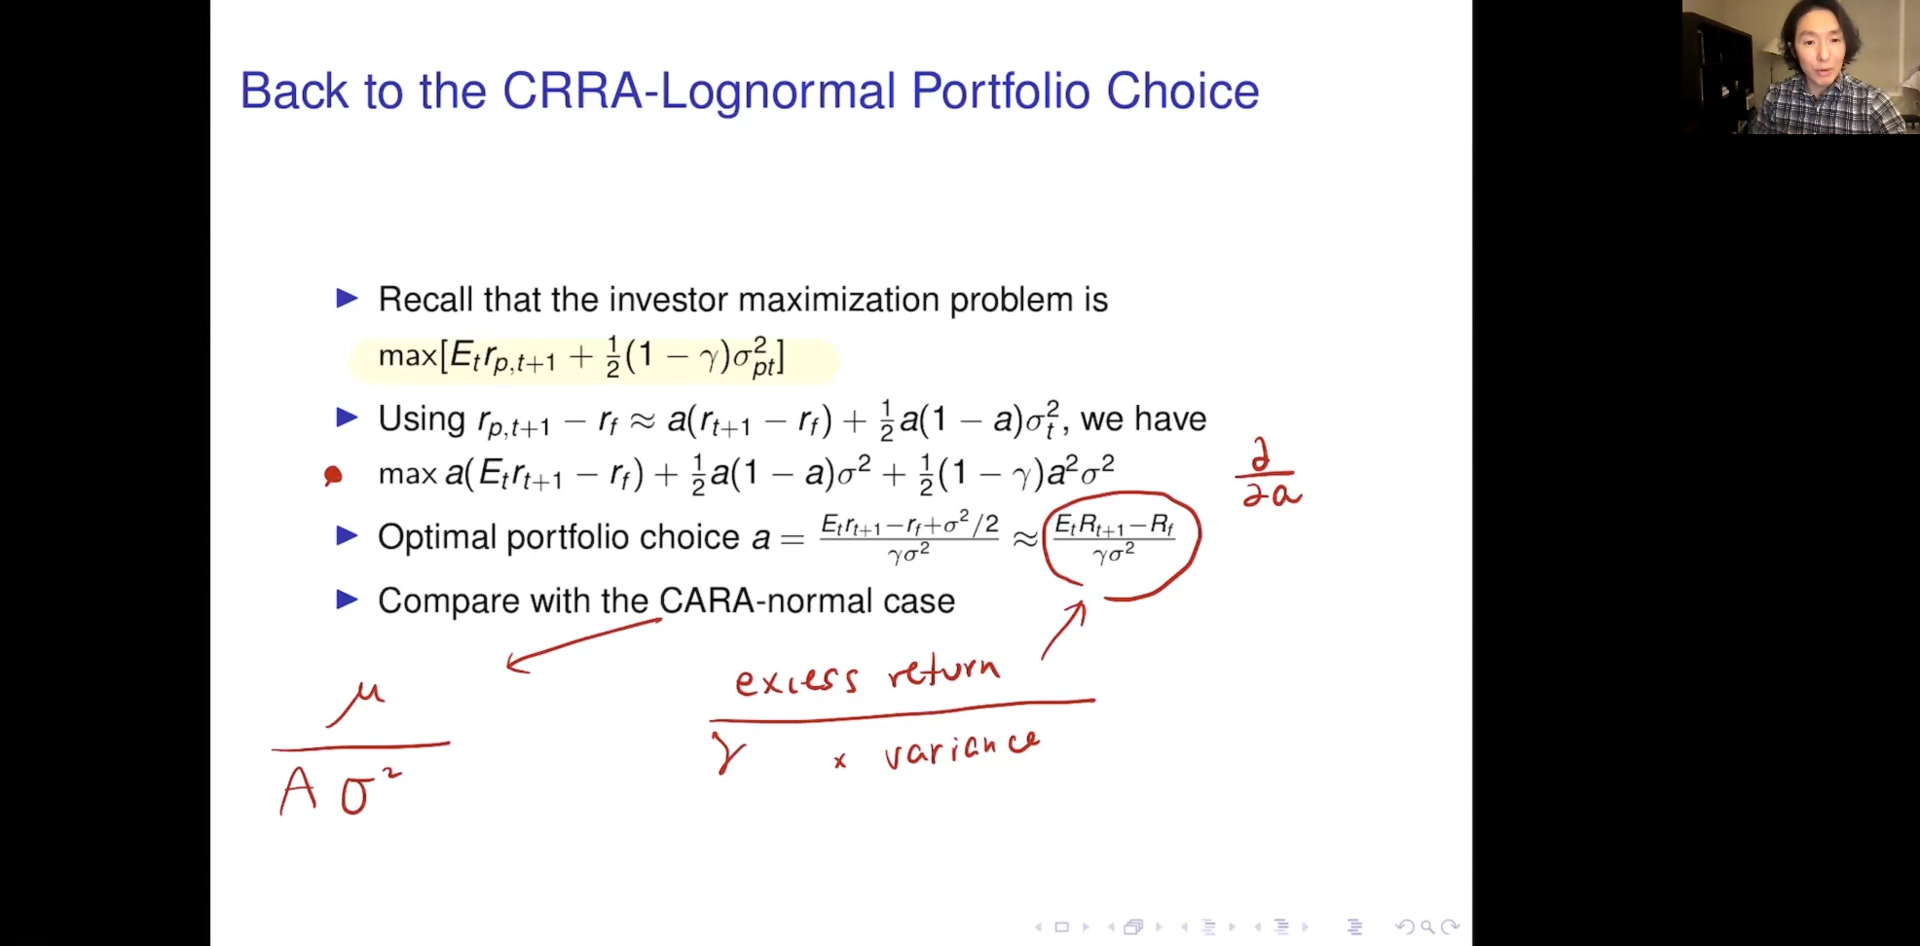 Back to the CRRA-Lognormal Portfolio Choice
▶ Recall that the investor maximization problem is
max[E_t r_{p,t+1} + ½(1 − γ)σ²_{pt}]
▶ Using r_{p,t+1} − r_f ≈ a(r_{t+1} − r_f) + ½a(1 − a)σ²_t, we have
max a(E_t r_{t+1} − r_f) + ½a(1 − a)σ² + ½(1 − γ)a²σ²
∂/∂a
▶ Optimal portfolio choice a = (E_t r_{t+1} − r_f + σ²/2)/(γσ²) ≈ (E_t R_{t+1} − R_f)/(γσ²)
▶ Compare with the CARA-normal case
μ
A σ²
excess return
γ × variance